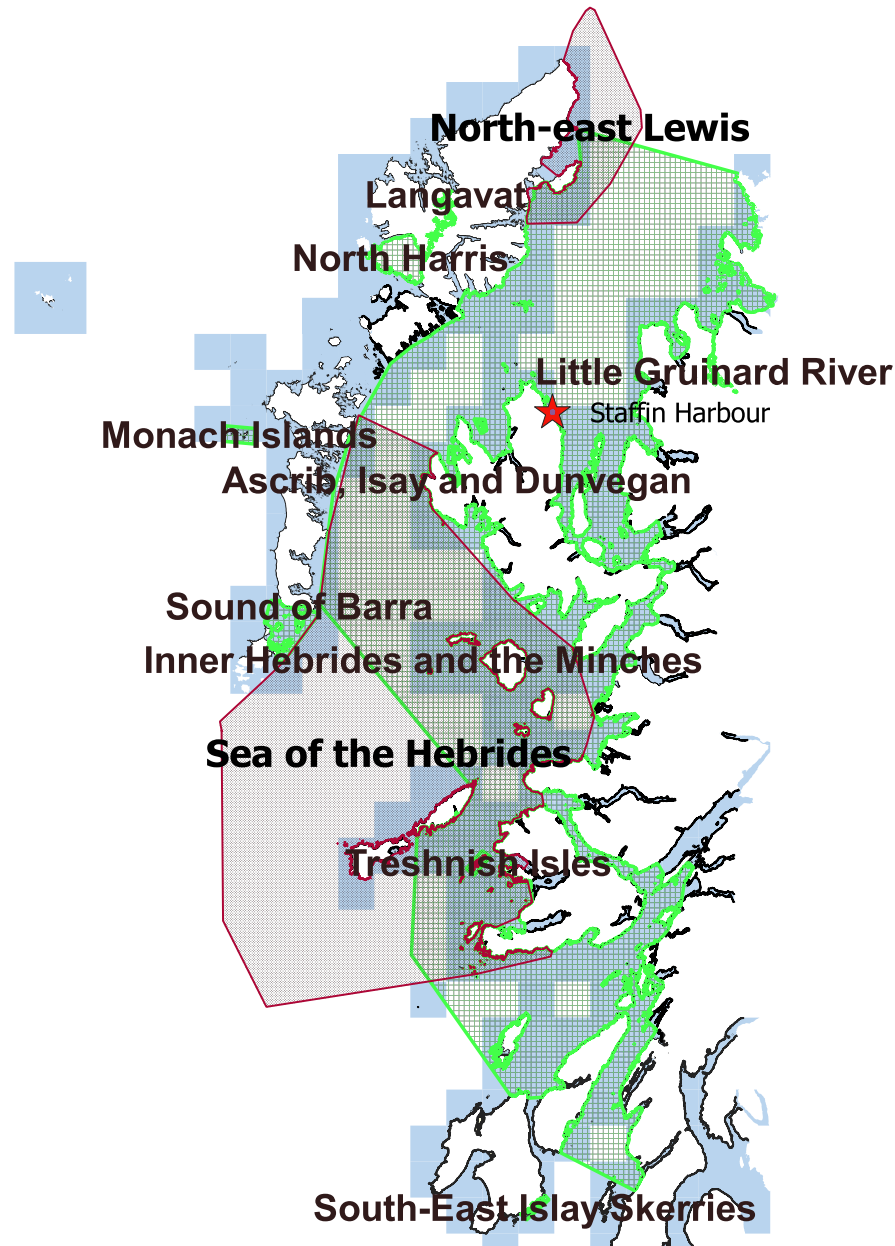 North-east Lewis
Langavat
North Harris
Little Gruinard River
Staffin Harbour
Monach Islands
Ascrib, Isay and Dunvegan
Sound of Barra
Inner Hebrides and the Minches
Sea of the Hebrides
Treshnish Isles
South-East Islay Skerries